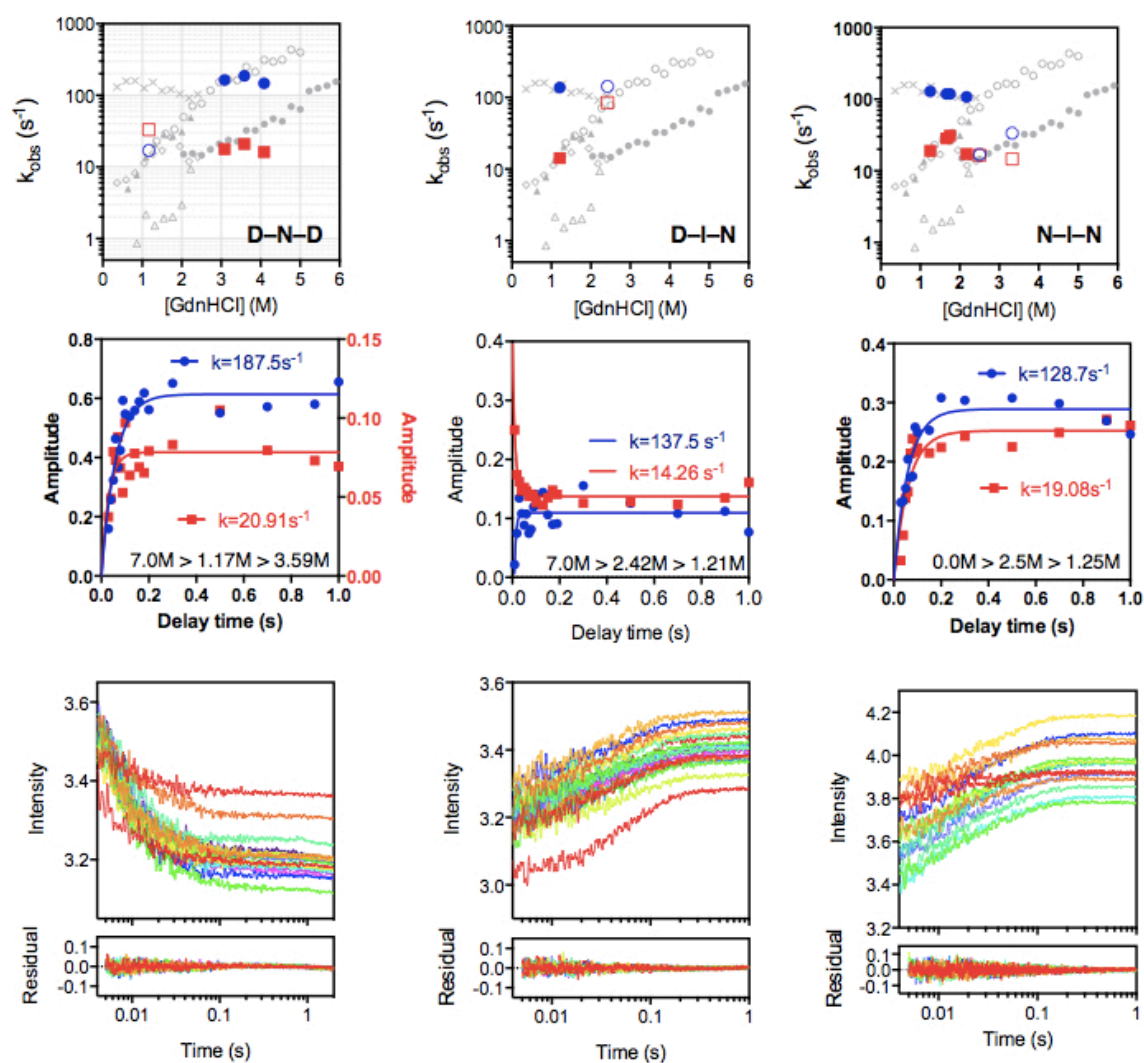 1000
100
10
1
k_obs (s⁻¹)
0 1 2 3 4 5 6
D–N–D
[GdnHCl] (M)
1000
100
10
1
k_obs (s⁻¹)
0 1 2 3 4 5 6
D–I–N
[GdnHCl] (M)
1000
100
10
1
k_obs (s⁻¹)
0 1 2 3 4 5 6
N–I–N
[GdnHCl] (M)
0.8
0.6
0.4
0.2
0.0
Amplitude
0.15
0.10
0.05
0.00
Amplitude
k=187.5s⁻¹
k=20.91s⁻¹
7.0M > 1.17M > 3.59M
0.0 0.2 0.4 0.6 0.8 1.0
Delay time (s)
0.4
0.3
0.2
0.1
0.0
Amplitude
k=137.5 s⁻¹
k=14.26 s⁻¹
7.0M > 2.42M > 1.21M
0.0 0.2 0.4 0.6 0.8 1.0
Delay time (s)
0.4
0.3
0.2
0.1
0.0
Amplitude
k=128.7s⁻¹
k=19.08s⁻¹
0.0M > 2.5M > 1.25M
0.0 0.2 0.4 0.6 0.8 1.0
Delay time (s)
3.6
3.4
3.2
Intensity
0.1
0.0
-0.1
Residual
0.01 0.1 1
Time (s)
3.6
3.4
3.2
3.0
Intensity
0.1
0.0
-0.1
Residual
0.01 0.1 1
Time (s)
4.2
4.0
3.8
3.6
3.4
3.2
Intensity
0.1
0.0
-0.1
Residual
0.01 0.1 1
Time (s)